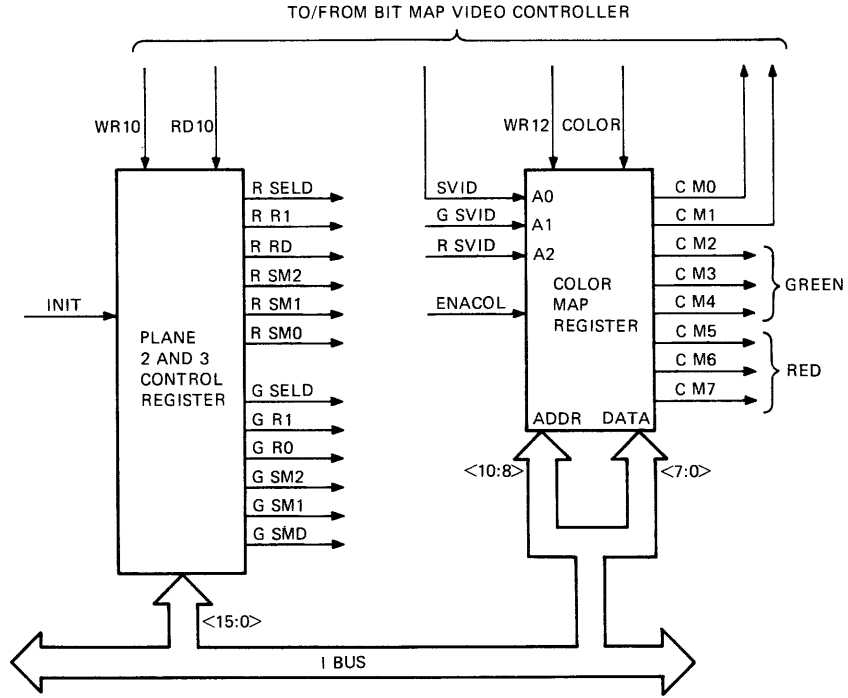 TO/FROM BIT MAP VIDEO CONTROLLER
WR10
RD10
WR12
COLOR
R SELD
R R1
R RD
R SM2
R SM1
R SM0
INIT
PLANE
2 AND 3
CONTROL
REGISTER
G SELD
G R1
G R0
G SM2
G SM1
G SMD
<15:0>
SVID
G SVID
R SVID
ENACOL
A0
A1
A2
COLOR
MAP
REGISTER
ADDR
DATA
C M0
C M1
C M2
C M3
C M4
C M5
C M6
C M7
GREEN
RED
<10:8>
<7:0>
I BUS